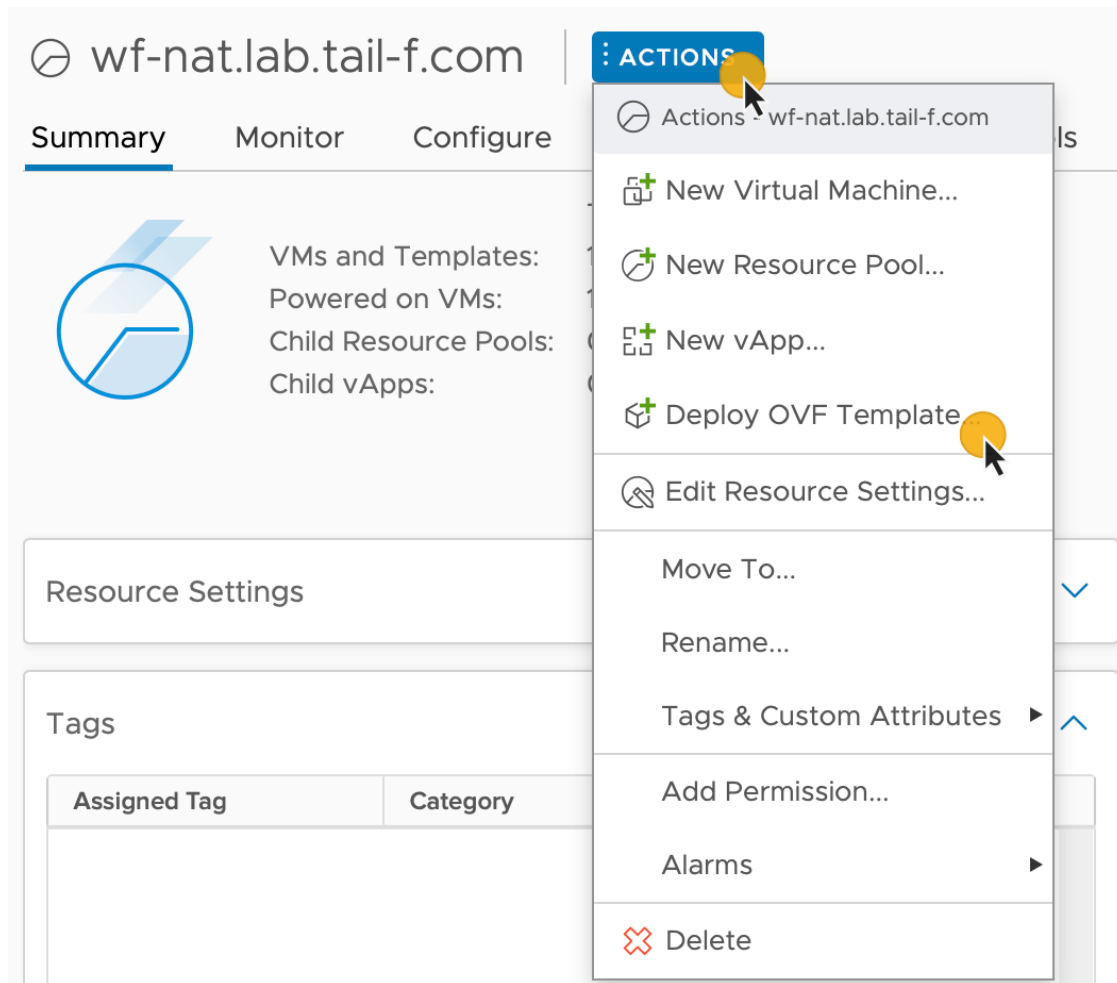 wf-nat.lab.tail-f.com
ACTIONS
Actions - wf-nat.lab.tail-f.com
Summary Monitor Configure
New Virtual Machine...
New Resource Pool...
New vApp...
Deploy OVF Template...
Edit Resource Settings...
Move To...
Rename...
Tags & Custom Attributes
Add Permission...
Alarms
Delete
VMs and Templates:
Powered on VMs:
Child Resource Pools:
Child vApps:
Resource Settings
Tags
Assigned Tag Category